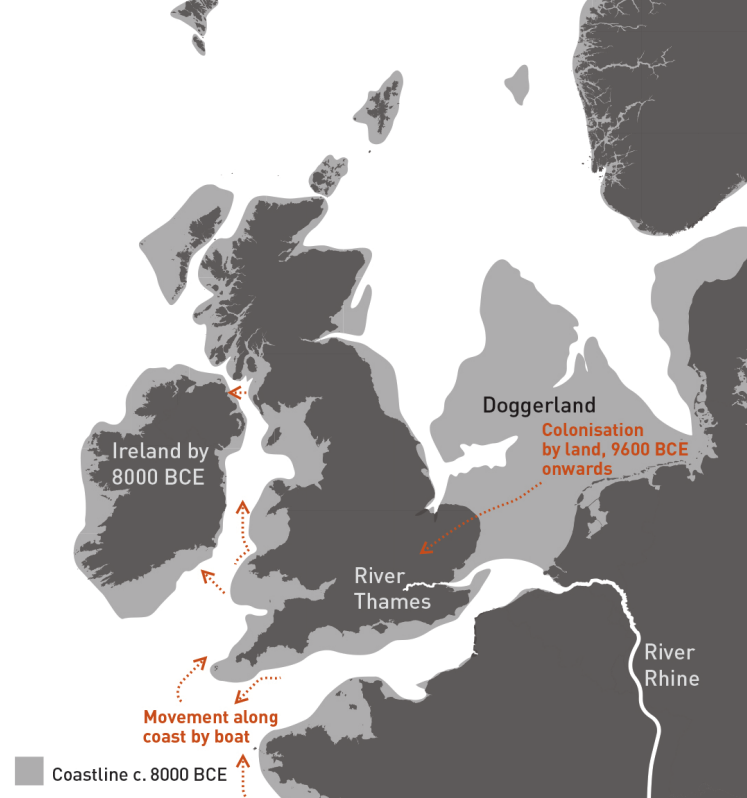 Doggerland
Colonisation
by land, 9600 BCE
onwards
Ireland by
8000 BCE
River
Thames
River
Rhine
Movement along
coast by boat
Coastline c. 8000 BCE